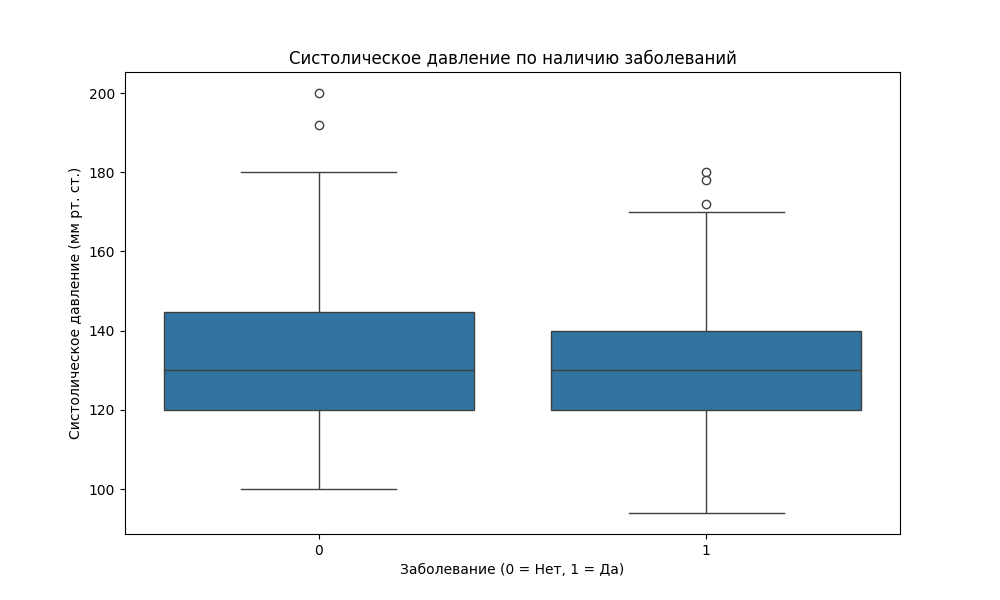 Систолическое давление по наличию заболеваний
Систолическое давление (мм рт. ст.)
200
180
160
140
120
100
0
1
Заболевание (0 = Нет, 1 = Да)